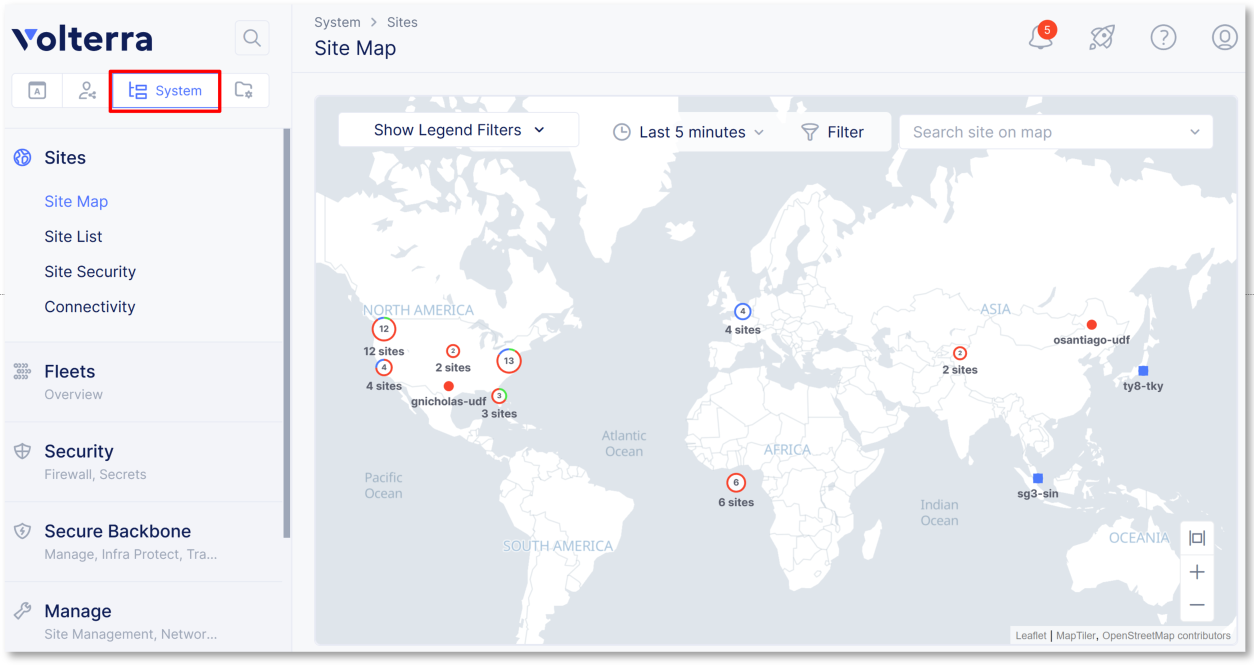 Volterra
A
System
Sites
Site Map
Site List
Site Security
Connectivity
Fleets
Overview
Security
Firewall, Secrets
Secure Backbone
Manage, Infra Protect, Tra...
Manage
Site Management, Networ...
System > Sites
Site Map
5
?
Show Legend Filters
Last 5 minutes
Filter
Search site on map
NORTH AMERICA
12
12 sites
4
4 sites
2
2 sites
13
gnicholas-udf
3
3 sites
4
4 sites
ASIA
osantiago-udf
2
2 sites
ty8-tky
Atlantic
Ocean
AFRICA
Pacific
Ocean
6
6 sites
sg3-sin
Indian
Ocean
SOUTH AMERICA
OCEANIA
+
−
Leaflet | MapTiler, OpenStreetMap contributors